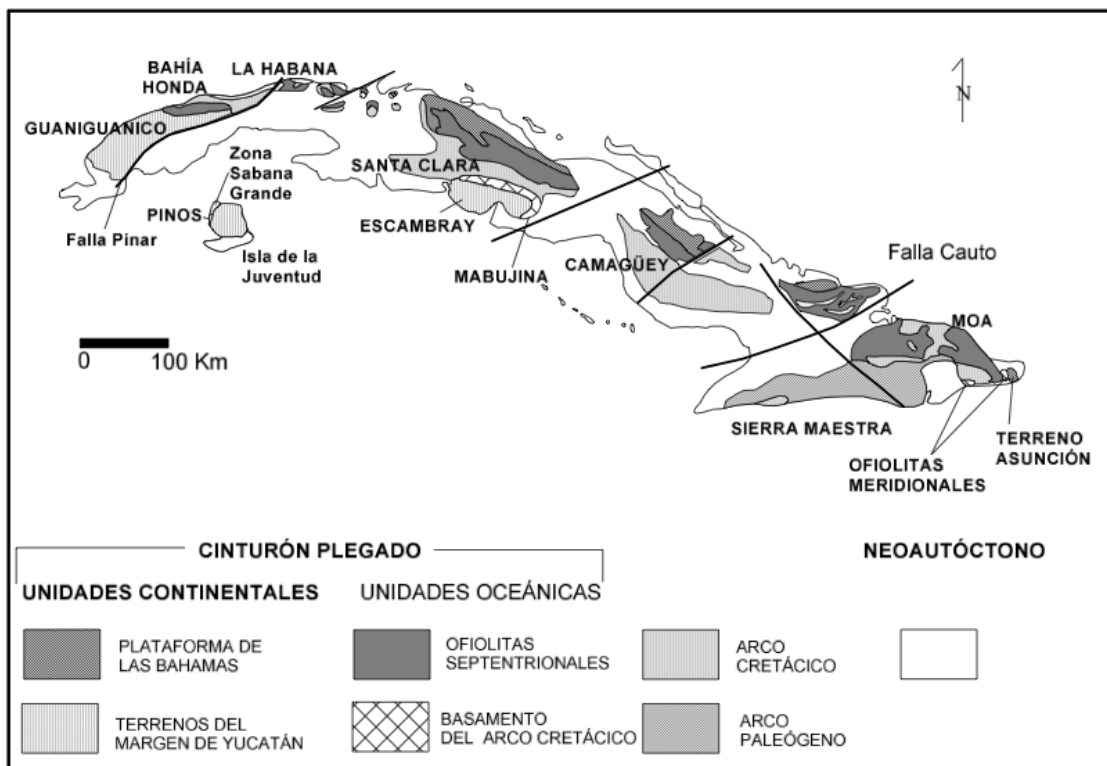 BAHÍA
HONDA
LA HABANA
GUANIGUANICO
Zona
Sabana
Grande
PINOS
Falla Pinar
Isla de la
Juventud
SANTA CLARA
ESCAMBRAY
MABUJINA
CAMAGÜEY
Falla Cauto
MOA
SIERRA MAESTRA
OFIOLITAS
MERIDIONALES
TERRENO
ASUNCIÓN
N
0 100 Km
CINTURÓN PLEGADO
NEOAUTÓCTONO
UNIDADES CONTINENTALES
UNIDADES OCEÁNICAS
PLATAFORMA DE
LAS BAHAMAS
OFIOLITAS
SEPTENTRIONALES
ARCO
CRETÁCICO
TERRENOS DEL
MARGEN DE YUCATÁN
BASAMENTO
DEL ARCO CRETÁCICO
ARCO
PALEÓGENO